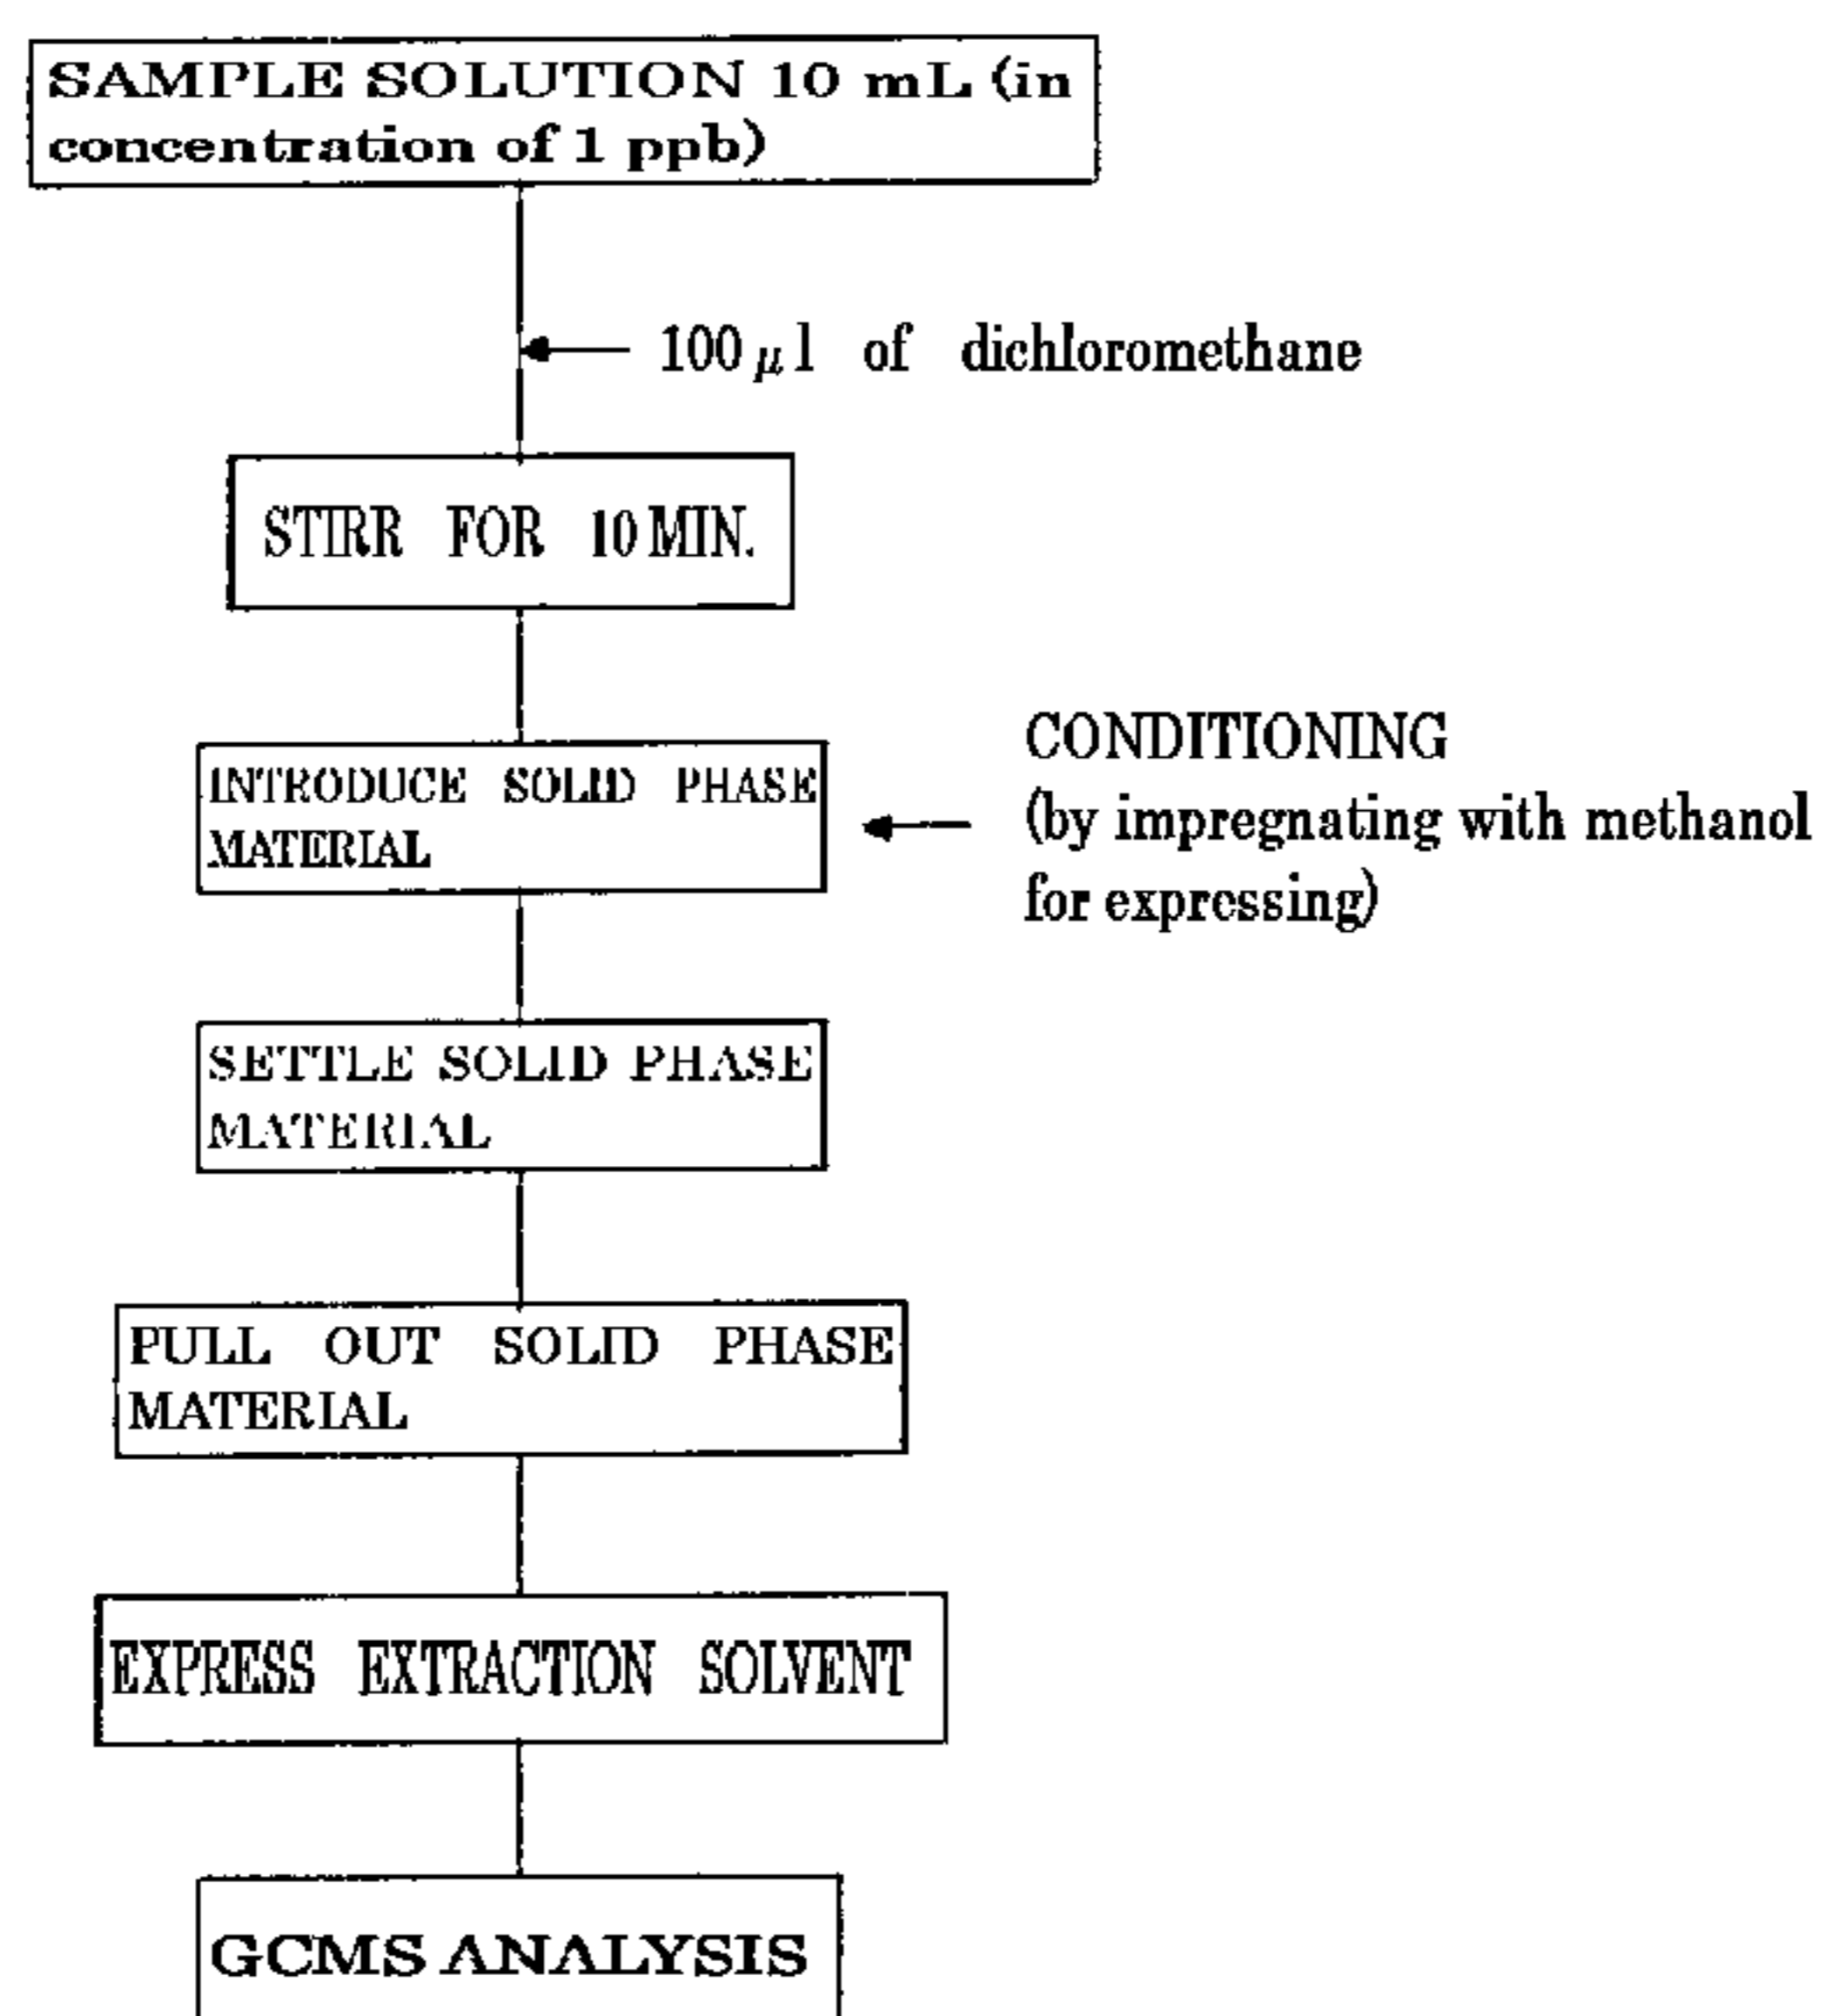 SAMPLE SOLUTION 10 mL (in
concentration of 1 ppb)
100 μl of dichloromethane
STIRR FOR 10 MIN.
INTRODUCE SOLID PHASE
MATERIAL
CONDITIONING
(by impregnating with methanol
for expressing)
SETTLE SOLID PHASE
MATERIAL
PULL OUT SOLID PHASE
MATERIAL
EXPRESS EXTRACTION SOLVENT
GCMS ANALYSIS